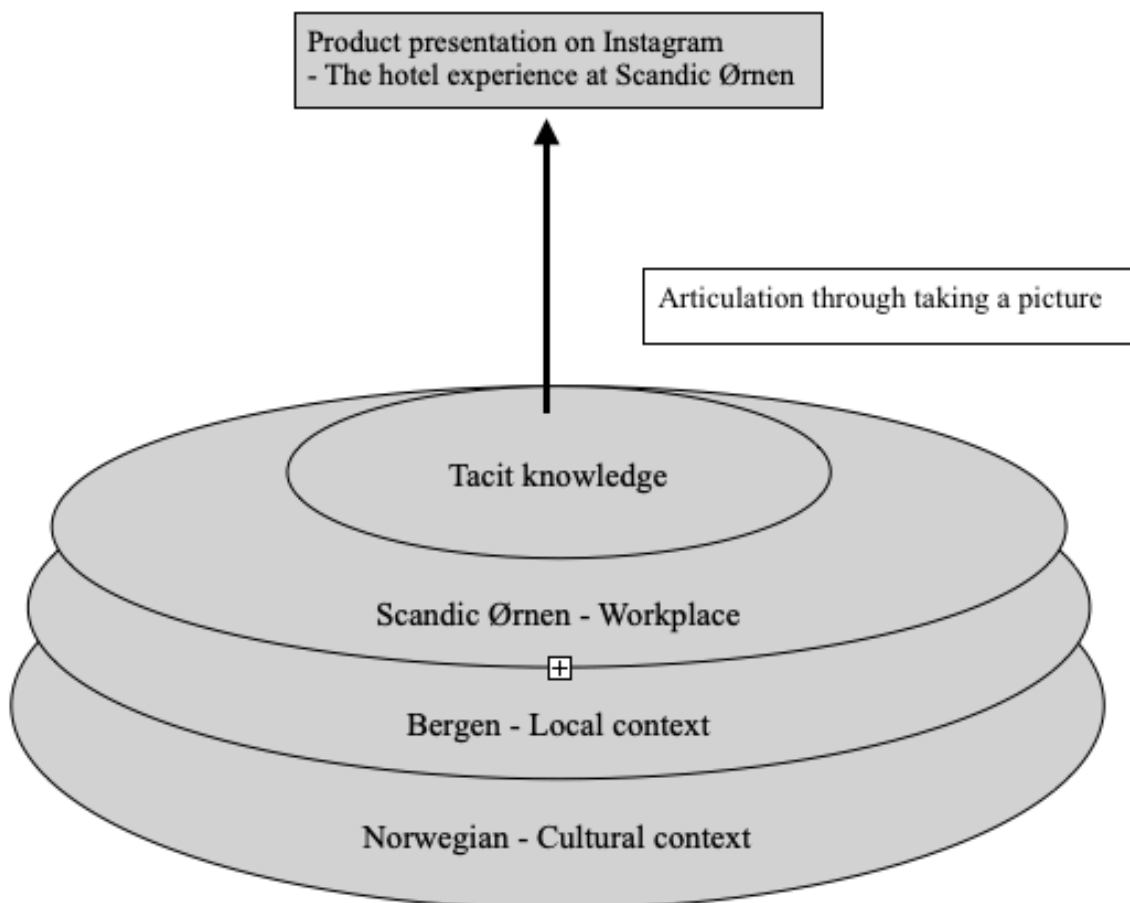 Product presentation on Instagram
- The hotel experience at Scandic Ørnen
Articulation through taking a picture
Tacit knowledge
Scandic Ørnen - Workplace
Bergen - Local context
Norwegian - Cultural context